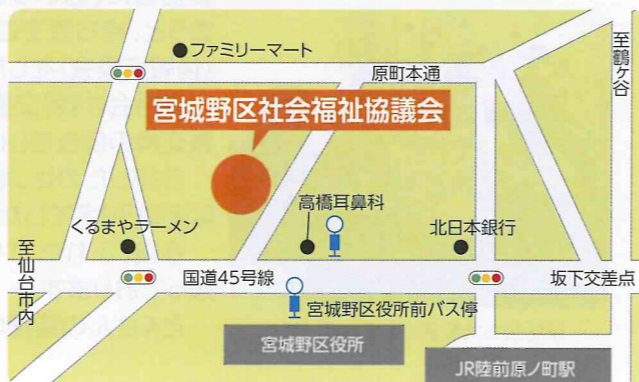 ファミリーマート
原町本通
至鶴ヶ谷
宮城野区社会福祉協議会
高橋耳鼻科
くるまやラーメン
北日本銀行
至仙台市内
国道45号線
坂下交差点
宮城野区役所前バス停
宮城野区役所
JR陸前原ノ町駅